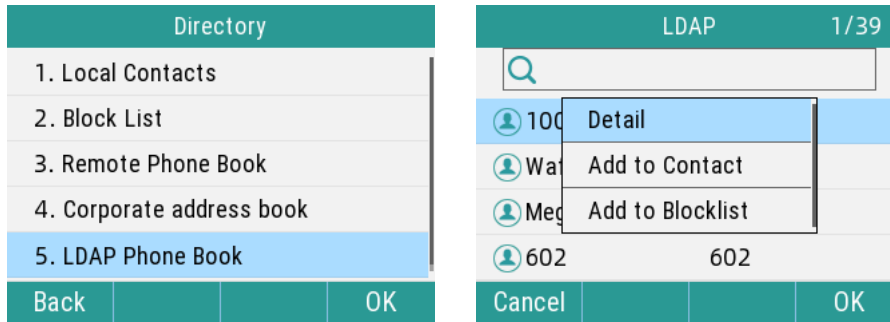 Directory
1. Local Contacts
2. Block List
3. Remote Phone Book
4. Corporate address book
5. LDAP Phone Book
Back OK
LDAP 1/39
Detail
Add to Contact
Add to Blocklist
602 602
Cancel OK